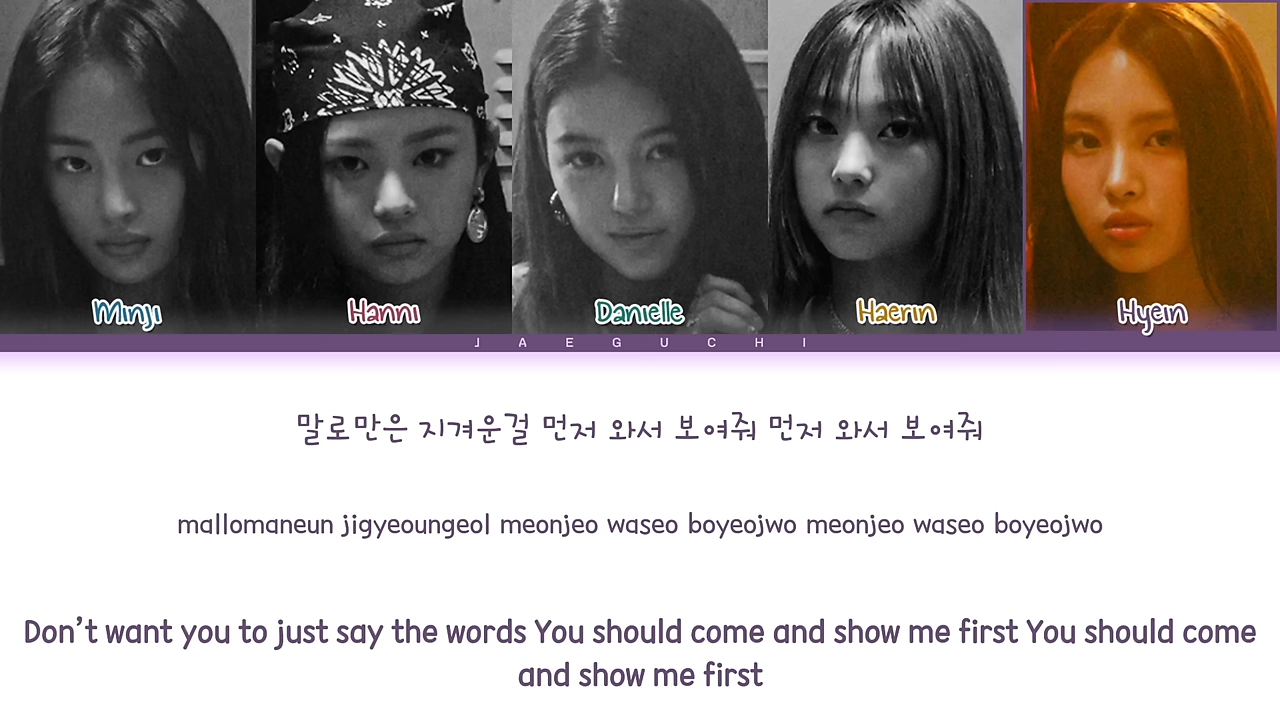 Minji
Hanni
Danielle
Haerin
Hyein
JAEGUCHI
말로만은 지겨운걸 먼저 와서 보여줘 먼저 와서 보여줘
mallomaneun jigyeoungeol meonjeo waseo boyeojwo meonjeo waseo boyeojwo
Don't want you to just say the words You should come and show me first You should come
and show me first